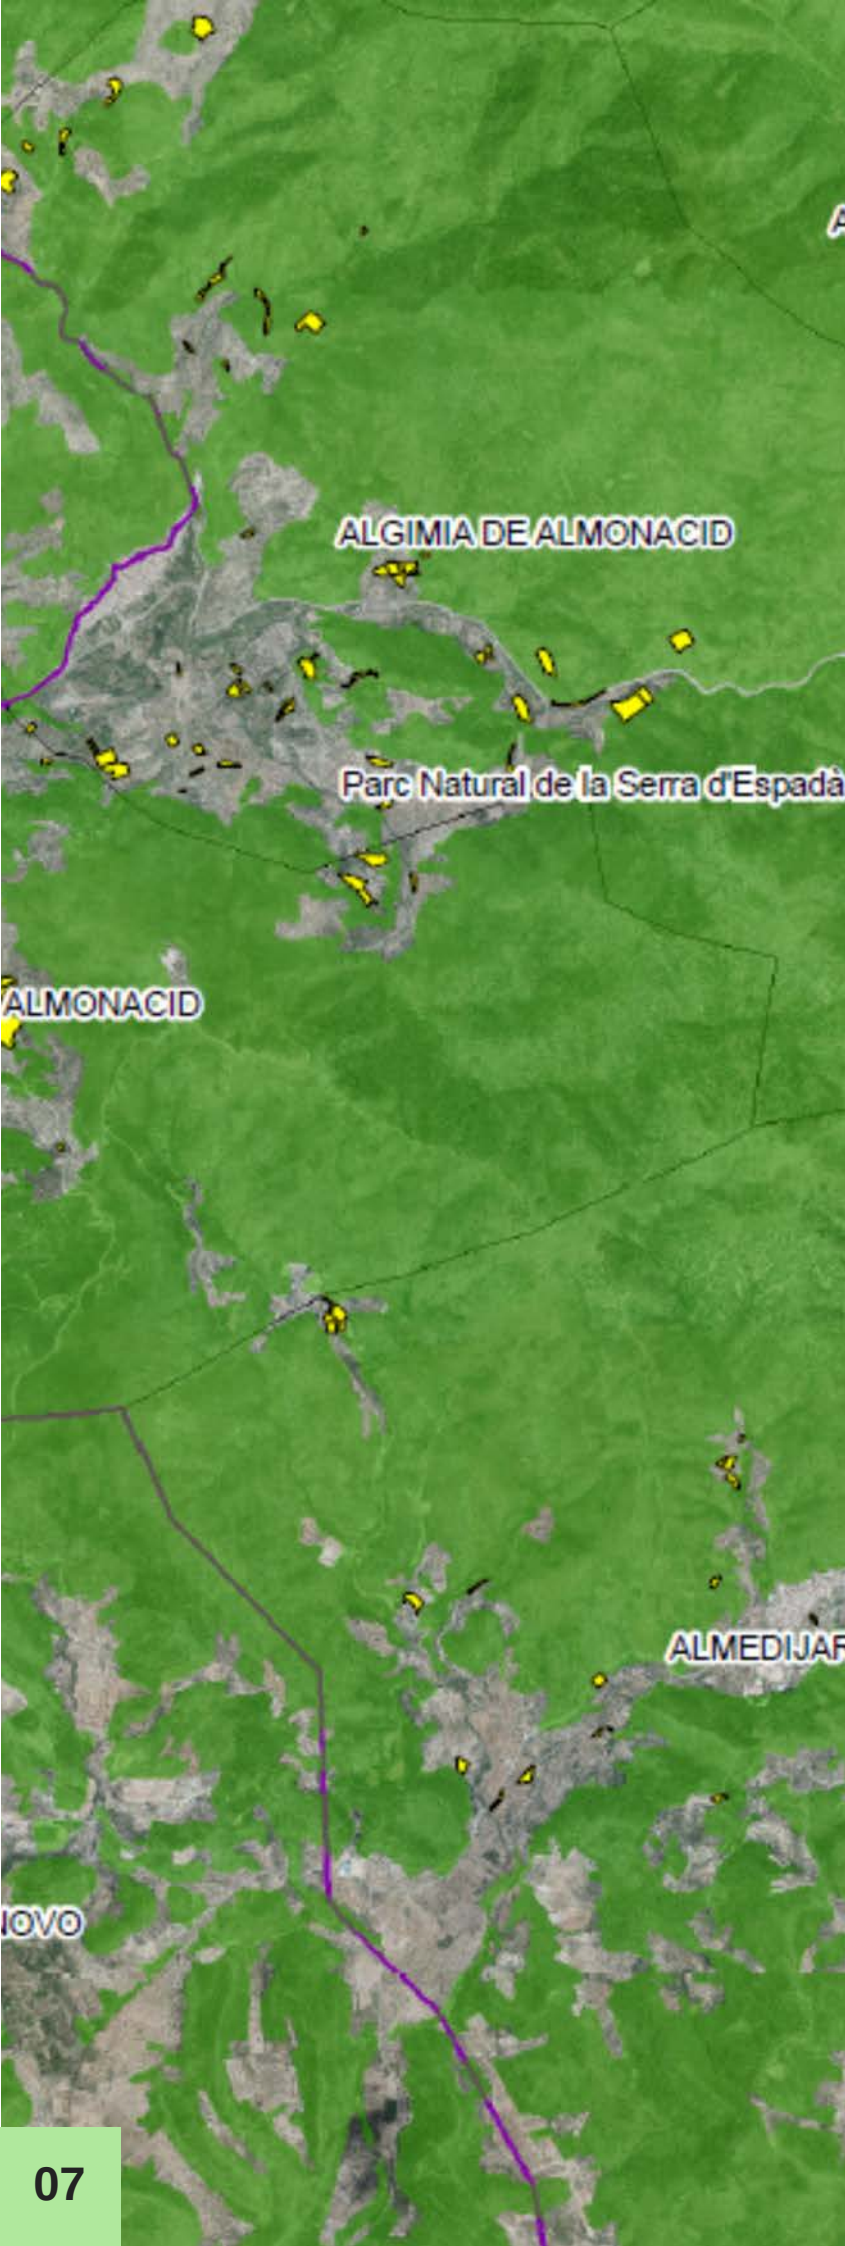 A
ALGIMIA DE ALMONACID
Parc Natural de la Serra d'Espadà
ALMONACID
ALMEDIJAR
NOVO
07